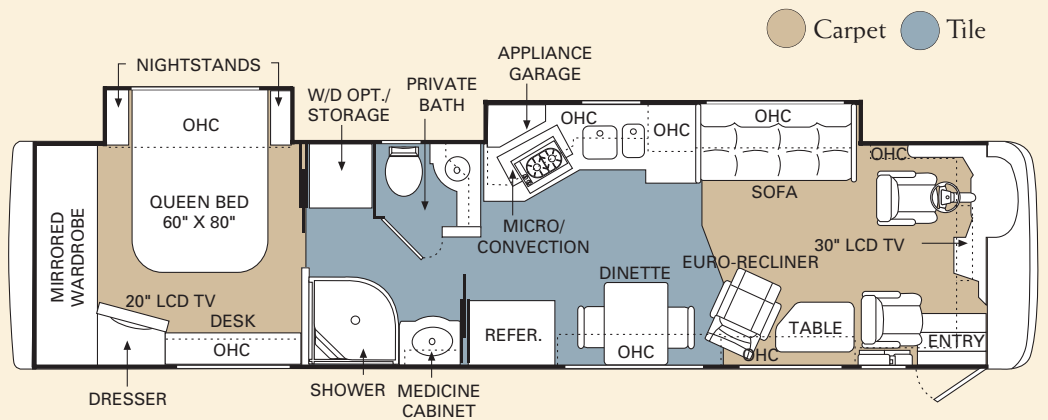 Carpet
Tile
NIGHTSTANDS
W/D OPT./
STORAGE
PRIVATE
BATH
APPLIANCE
GARAGE
OHC
OHC
OHC
OHC
OHC
MIRRORED
WARDROBE
QUEEN BED
60" X 80"
MICRO/
CONVECTION
SOFA
30" LCD TV
EURO-RECLINER
DINETTE
20" LCD TV
DESK
OHC
REFER.
OHC
OHC
TABLE
ENTRY
DRESSER
SHOWER
MEDICINE
CABINET